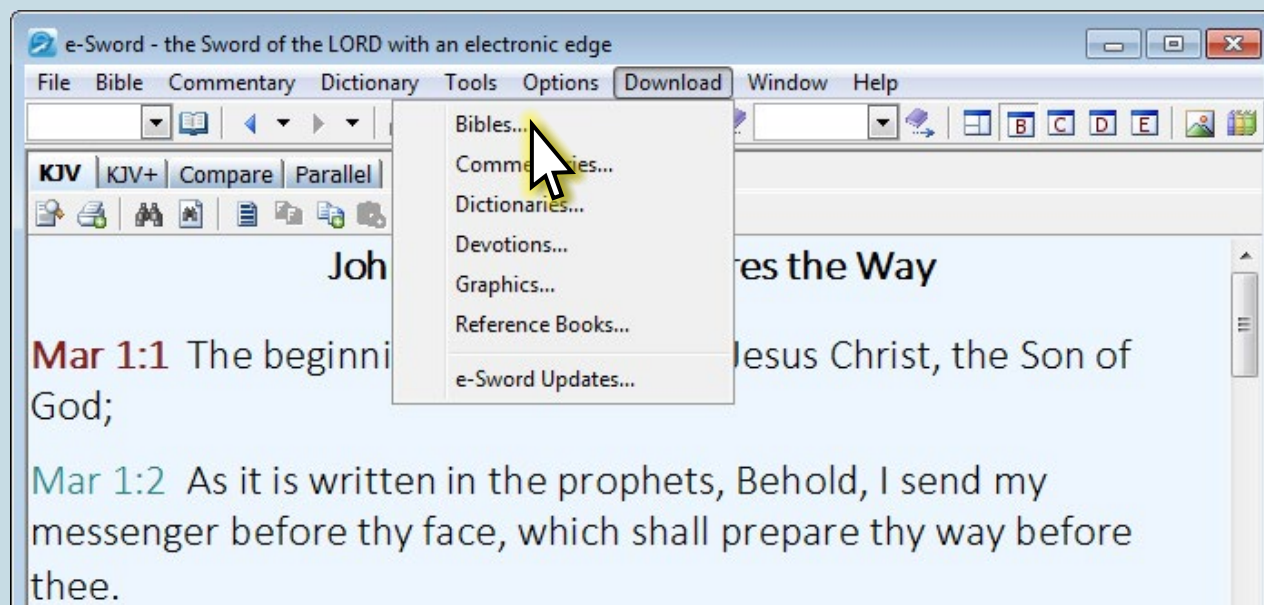 e-Sword - the Sword of the LORD with an electronic edge
File Bible Commentary Dictionary Tools Options Download Window Help
B C D E
Bibles...
Dictionaries...
Devotions...
Graphics...
Reference Books...
e-Sword Updates...
KJV KJV+ Compare Parallel
Joh res the Way
Mar 1:1 The beginni Jesus Christ, the Son of
God;
Mar 1:2 As it is written in the prophets, Behold, I send my
messenger before thy face, which shall prepare thy way before
thee.